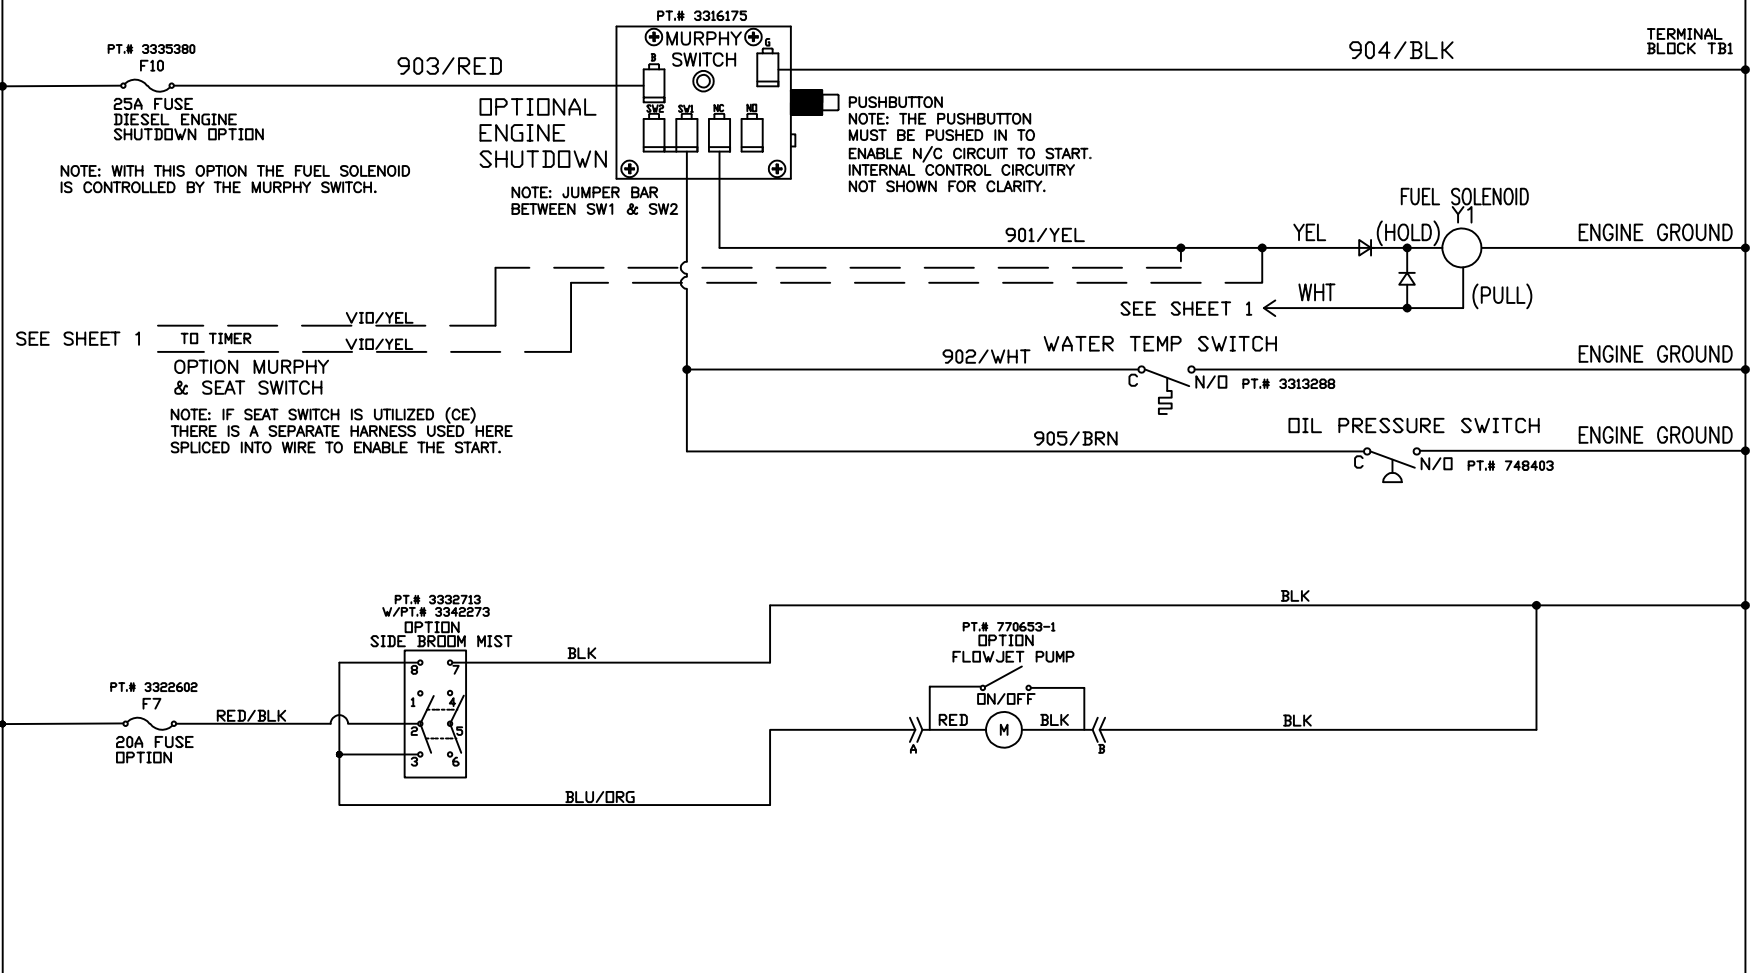 PT.# 3316175
MURPHY
SWITCH
B
G
SW2
SW1
NC
NO
PT.# 3335380
F10
25A FUSE
DIESEL ENGINE
SHUTDOWN OPTION
903/RED
904/BLK
TERMINAL
BLOCK TB1
OPTIONAL
ENGINE
SHUTDOWN
PUSHBUTTON
NOTE: THE PUSHBUTTON
MUST BE PUSHED IN TO
ENABLE N/C CIRCUIT TO START.
INTERNAL CONTROL CIRCUITRY
NOT SHOWN FOR CLARITY.
NOTE: WITH THIS OPTION THE FUEL SOLENOID
IS CONTROLLED BY THE MURPHY SWITCH.
NOTE: JUMPER BAR
BETWEEN SW1 & SW2
FUEL SOLENOID
Y1
901/YEL
YEL
(HOLD)
ENGINE GROUND
WHT
(PULL)
SEE SHEET 1
SEE SHEET 1
VIO/YEL
TO TIMER
VIO/YEL
OPTION MURPHY
& SEAT SWITCH
NOTE: IF SEAT SWITCH IS UTILIZED (CE)
THERE IS A SEPARATE HARNESS USED HERE
SPLICED INTO WIRE TO ENABLE THE START.
902/WHT
WATER TEMP SWITCH
ENGINE GROUND
C
N/O
PT.# 3313288
905/BRN
OIL PRESSURE SWITCH
ENGINE GROUND
C
N/O
PT.# 748403
PT.# 3332713
W/PT.# 3342273
OPTION
SIDE BROOM MIST
8
7
1
4
2
5
3
6
BLK
BLK
PT.# 770653-1
OPTION
FLOWJET PUMP
ON/OFF
PT.# 3322602
F7
20A FUSE
OPTION
RED/BLK
RED
M
BLK
BLK
A
B
BLU/ORG